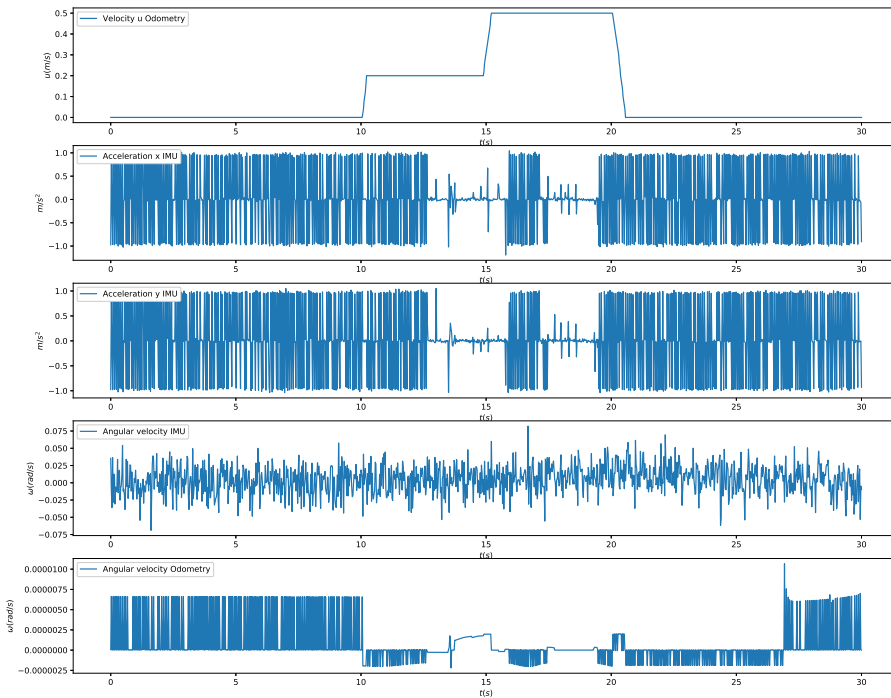 Velocity u Odometry
u(m/s)
0.5
0.4
0.3
0.2
0.1
0.0
0 5 10 15 20 25 30
t(s)
Acceleration x IMU
m/s²
1.0
0.5
0.0
−0.5
−1.0
0 5 10 15 20 25 30
t(s)
Acceleration y IMU
m/s²
1.0
0.5
0.0
−0.5
−1.0
0 5 10 15 20 25 30
t(s)
Angular velocity IMU
ω(rad/s)
0.075
0.050
0.025
0.000
−0.025
−0.050
−0.075
0 5 10 15 20 25 30
t(s)
Angular velocity Odometry
ω(rad/s)
0.0000100
0.0000075
0.0000050
0.0000025
0.0000000
−0.0000025
0 5 10 15 20 25 30
t(s)